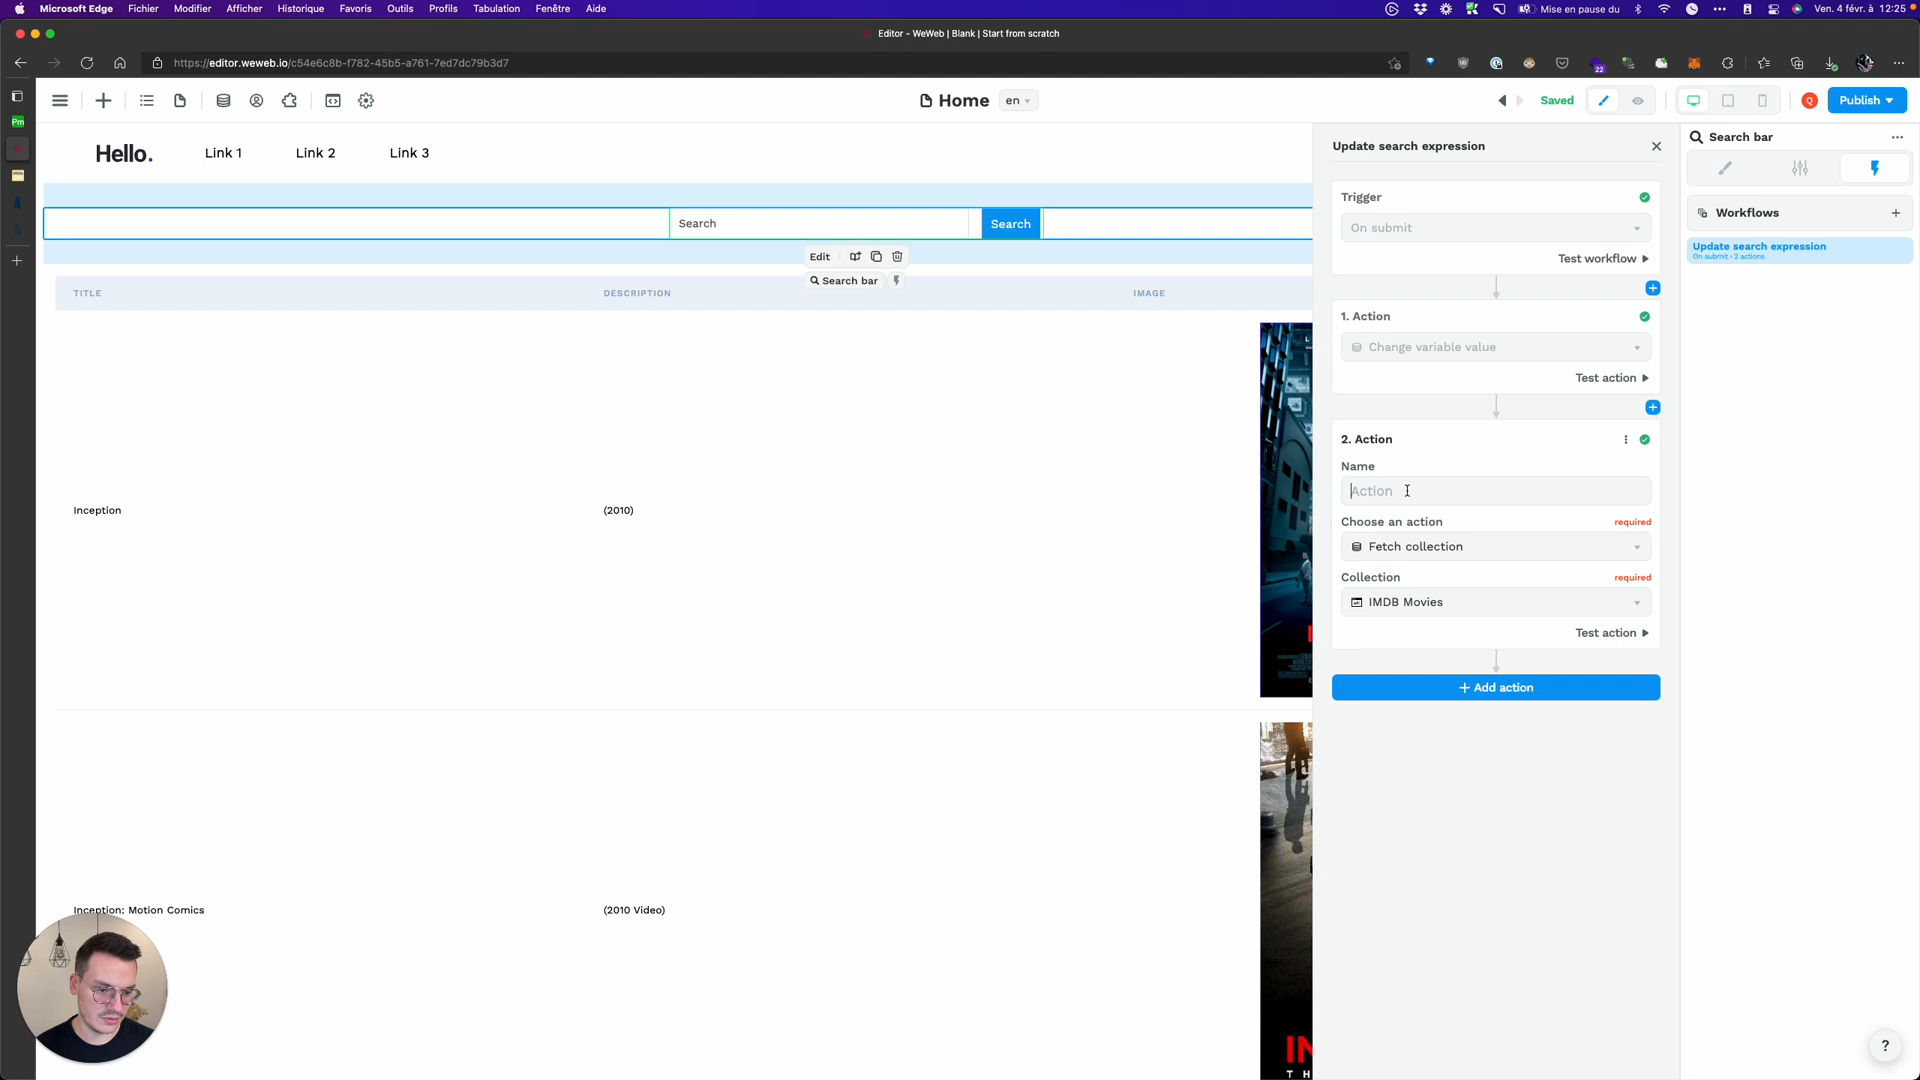 Microsoft Edge Fichier Modifier Afficher Historique Favoris Outils Profils Tabulation Fenêtre Aide Mise en pause du Ven. 4 févr. à 12:25
Editor - WeWeb | Blank | Start from scratch
https://editor.weweb.io/c54e6c8b-f782-45b5-a761-7ed7dc79b3d7
22
Pm
Home en Saved Q Publish
Hello. Link 1 Link 2 Link 3
Search Search
Edit
Search bar
TITLE DESCRIPTION IMAGE
Inception (2010)
Inception: Motion Comics (2010 Video)
Update search expression
Trigger
On submit
Test workflow
1. Action
Change variable value
Test action
2. Action
Name
Action
Choose an action required
Fetch collection
Collection required
IMDB Movies
Test action
+ Add action
Search bar
Workflows
Update search expression
On submit › 2 actions
IN
T H
?